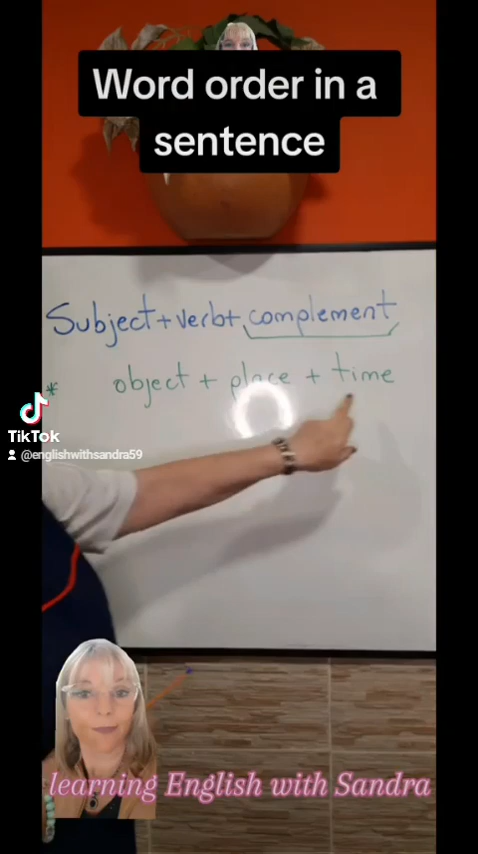 Word order in a
sentence
Subject + verb + complement
* object + place + time
TikTok
@englishwithsandra59
learning English with Sandra